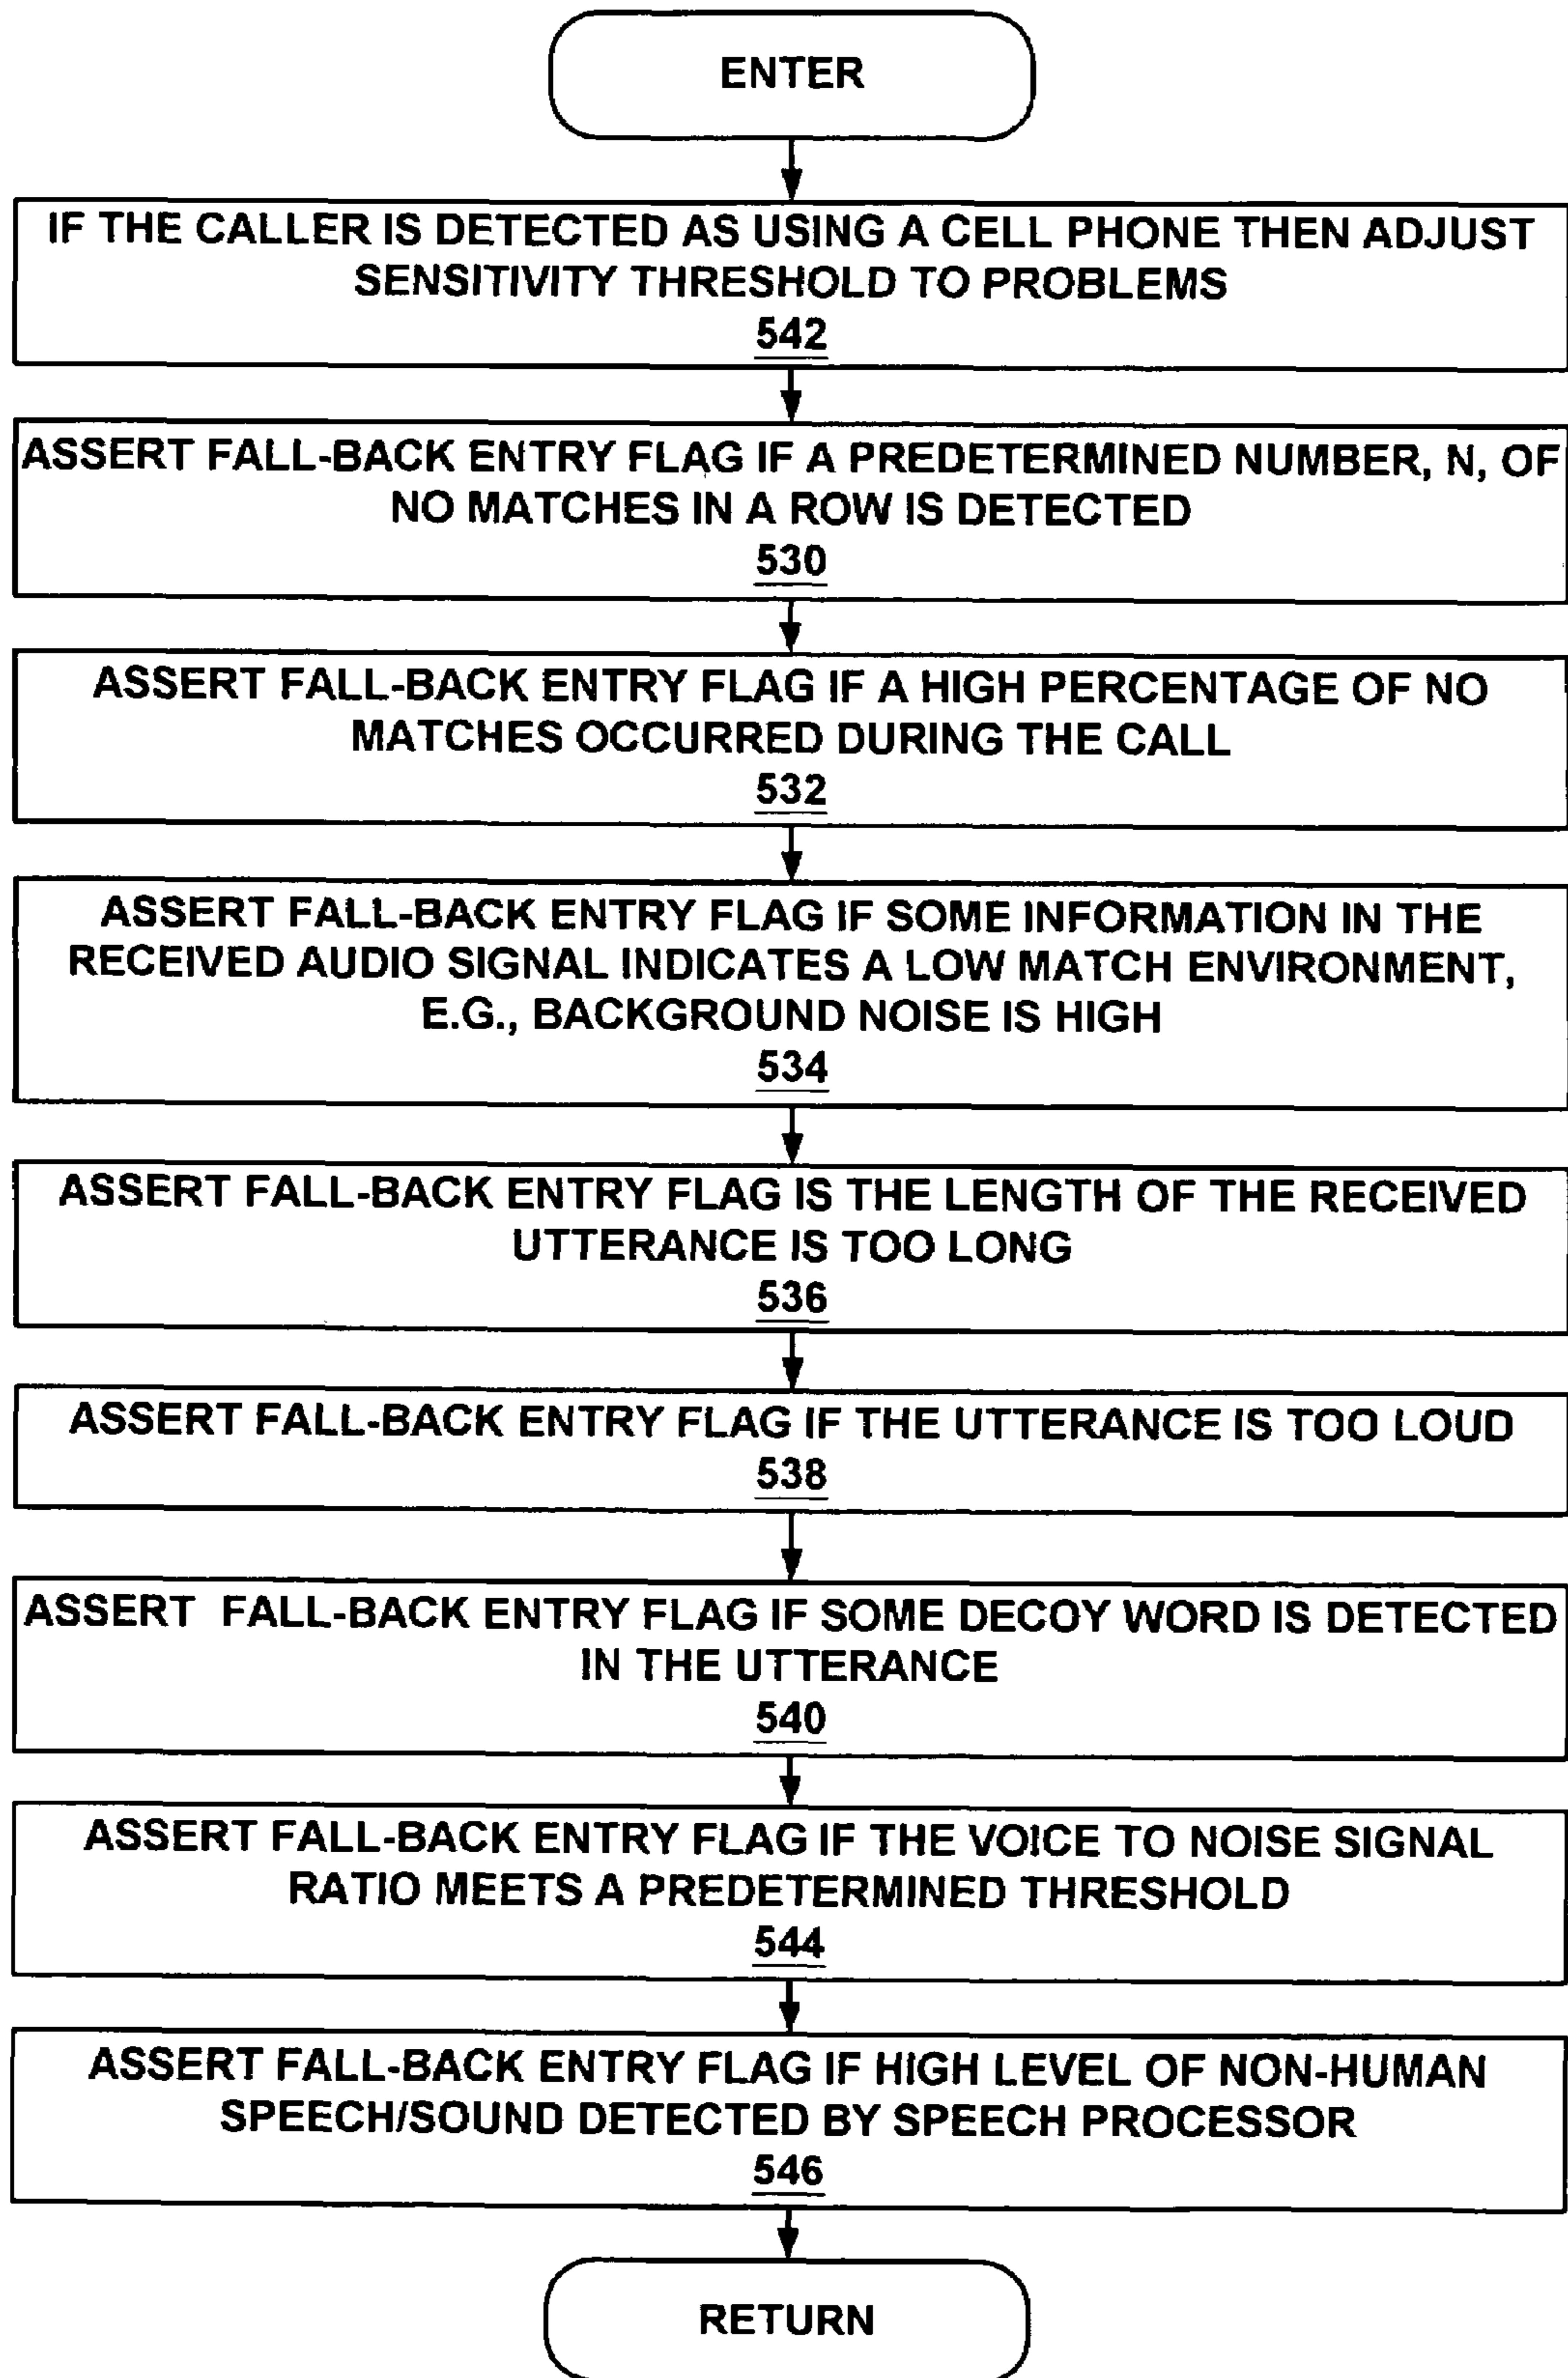 ENTER
IF THE CALLER IS DETECTED AS USING A CELL PHONE THEN ADJUST
SENSITIVITY THRESHOLD TO PROBLEMS
542
ASSERT FALL-BACK ENTRY FLAG IF A PREDETERMINED NUMBER, N, OF
NO MATCHES IN A ROW IS DETECTED
530
ASSERT FALL-BACK ENTRY FLAG IF A HIGH PERCENTAGE OF NO
MATCHES OCCURRED DURING THE CALL
532
ASSERT FALL-BACK ENTRY FLAG IF SOME INFORMATION IN THE
RECEIVED AUDIO SIGNAL INDICATES A LOW MATCH ENVIRONMENT,
E.G., BACKGROUND NOISE IS HIGH
534
ASSERT FALL-BACK ENTRY FLAG IS THE LENGTH OF THE RECEIVED
UTTERANCE IS TOO LONG
536
ASSERT FALL-BACK ENTRY FLAG IF THE UTTERANCE IS TOO LOUD
538
ASSERT FALL-BACK ENTRY FLAG IF SOME DECOY WORD IS DETECTED
IN THE UTTERANCE
540
ASSERT FALL-BACK ENTRY FLAG IF THE VOICE TO NOISE SIGNAL
RATIO MEETS A PREDETERMINED THRESHOLD
544
ASSERT FALL-BACK ENTRY FLAG IF HIGH LEVEL OF NON-HUMAN
SPEECH/SOUND DETECTED BY SPEECH PROCESSOR
546
RETURN